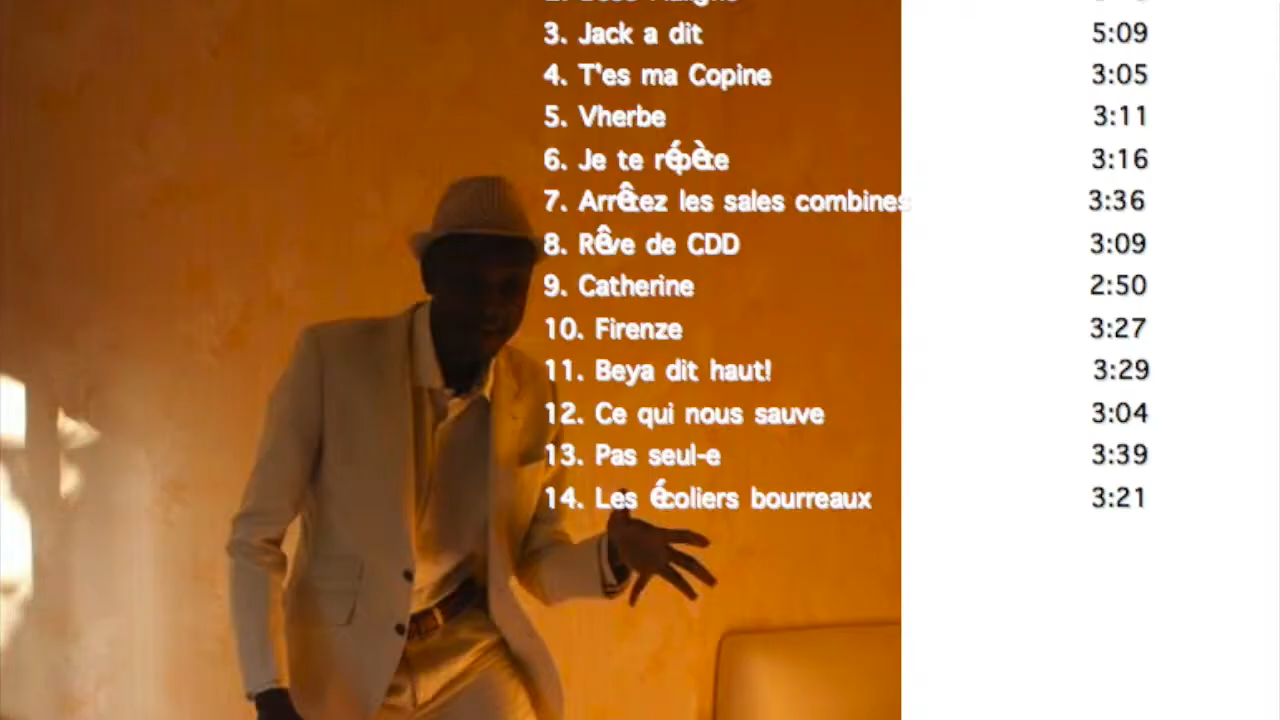 3. Jack a dit 5:09
4. T'es ma Copine 3:05
5. Vherbe 3:11
6. Je te répète 3:16
7. Arrêtez les sales combines 3:36
8. Rêve de CDD 3:09
9. Catherine 2:50
10. Firenze 3:27
11. Beya dit haut! 3:29
12. Ce qui nous sauve 3:04
13. Pas seul-e 3:39
14. Les écoliers bourreaux 3:21